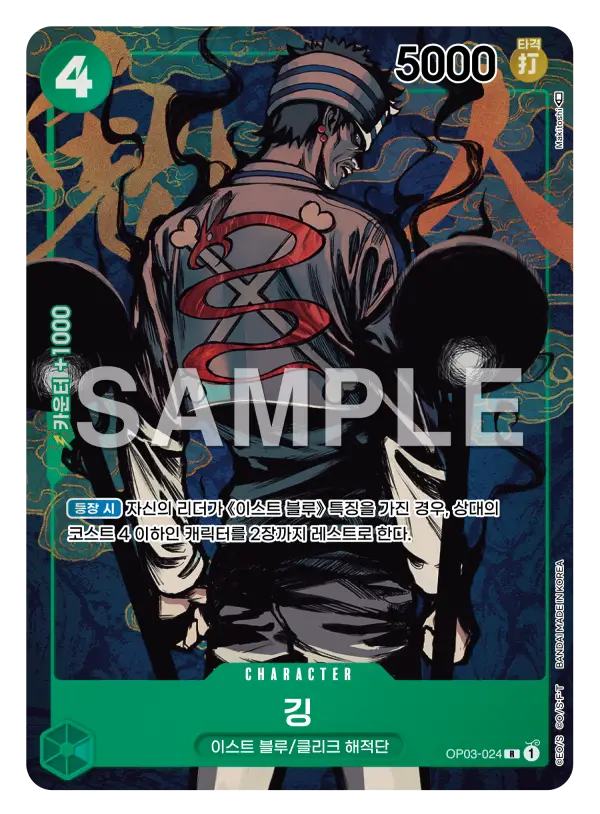 4
5000
타격
打
鬼人
Makitoshi
카운터+1000
SAMPLE
등장 시 자신의 리더가 《이스트 블루》 특징을 가진 경우, 상대의
코스트 4 이하인 캐릭터를 2장까지 레스트로 한다.
CHARACTER
깅
이스트 블루/클리크 해적단
OP03-024 R 1
©E.O/S. ©O/S·F·T BANDAI MADE IN KOREA